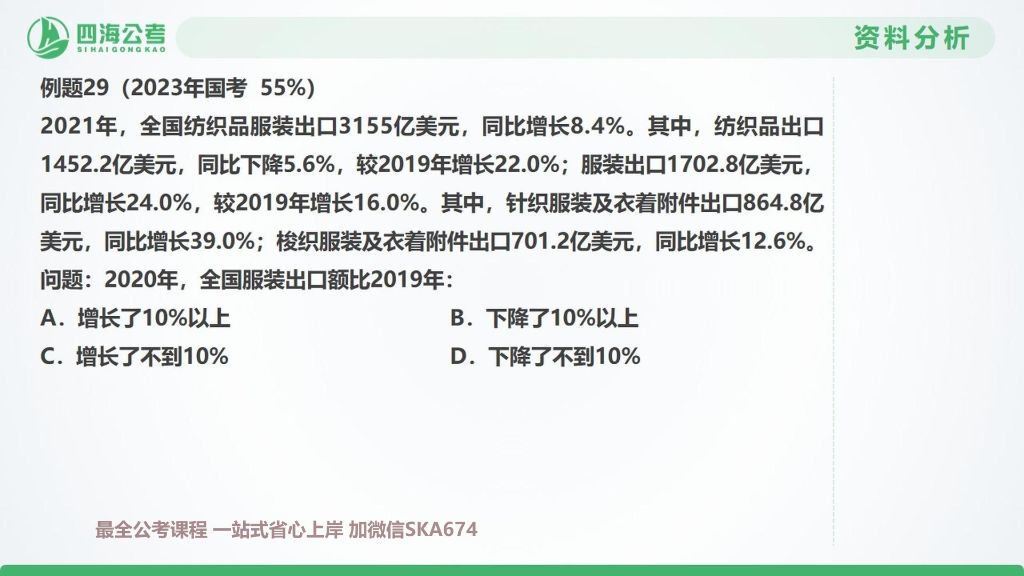 四海公考
SIHAIGONGKAO
资料分析
例题29（2023年国考 55%）
2021年，全国纺织品服装出口3155亿美元，同比增长8.4%。其中，纺织品出口
1452.2亿美元，同比下降5.6%，较2019年增长22.0%；服装出口1702.8亿美元，
同比增长24.0%，较2019年增长16.0%。其中，针织服装及衣着附件出口864.8亿
美元，同比增长39.0%；梭织服装及衣着附件出口701.2亿美元，同比增长12.6%。
问题：2020年，全国服装出口额比2019年：
A．增长了10%以上 B．下降了10%以上
C．增长了不到10% D．下降了不到10%
最全公考课程 一站式省心上岸 加微信SKA674